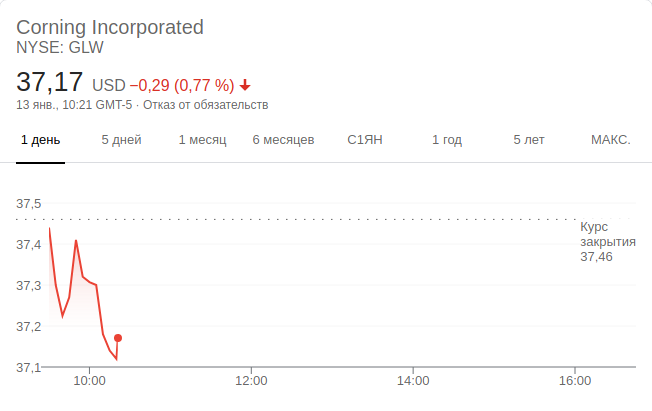 Corning Incorporated
NYSE: GLW
37,17 USD −0,29 (0,77 %)
13 янв., 10:21 GMT-5 · Отказ от обязательств
1 день 5 дней 1 месяц 6 месяцев С1ЯН 1 год 5 лет МАКС.
37,5
Курс
закрытия
37,46
37,4
37,3
37,2
37,1
10:00 12:00 14:00 16:00